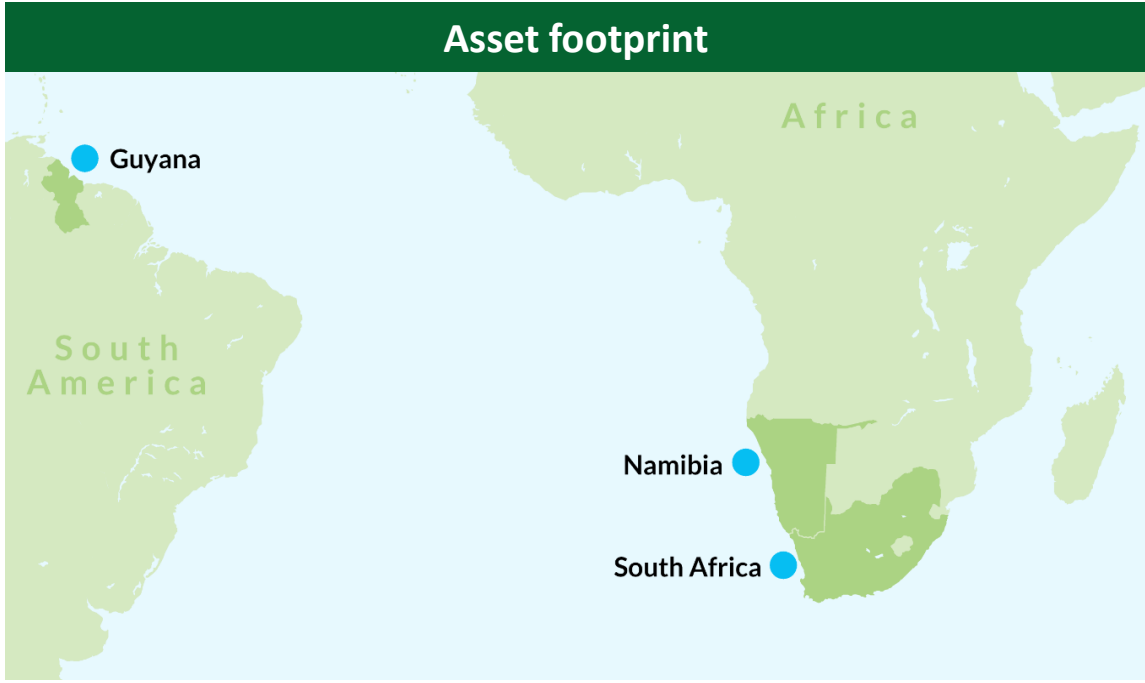 Asset footprint
Africa
Guyana
South
America
Namibia
South Africa